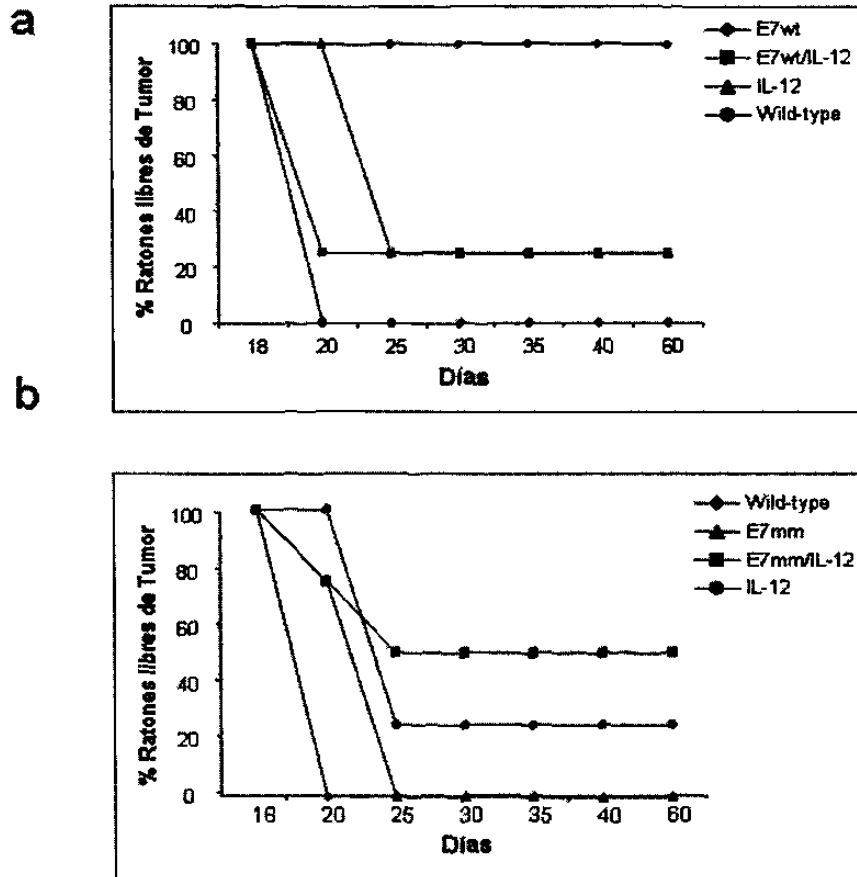 a
% Ratones libres de Tumor
100
80
60
40
20
0
18
20
25
30
35
40
60
Días
E7wt
E7wt/IL-12
IL-12
Wild-type
b
% Ratones libres de Tumor
100
80
60
40
20
0
18
20
25
30
35
40
60
Días
Wild-type
E7mm
E7mm/IL-12
IL-12